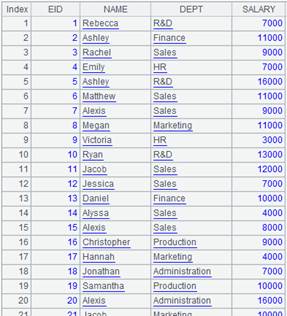 Index EID NAME DEPT SALARY
1 1 Rebecca R&D 7000
2 2 Ashley Finance 11000
3 3 Rachel Sales 9000
4 4 Emily HR 7000
5 5 Ashley R&D 16000
6 6 Matthew Sales 11000
7 7 Alexis Sales 9000
8 8 Megan Marketing 11000
9 9 Victoria HR 3000
10 10 Ryan R&D 13000
11 11 Jacob Sales 12000
12 12 Jessica Sales 7000
13 13 Daniel Finance 10000
14 14 Alyssa Sales 4000
15 15 Alexis Sales 8000
16 16 Christopher Production 9000
17 17 Hannah Marketing 4000
18 18 Jonathan Administration 7000
19 19 Samantha Production 10000
20 20 Alexis Administration 16000
21 21 Jacob Marketing 10000